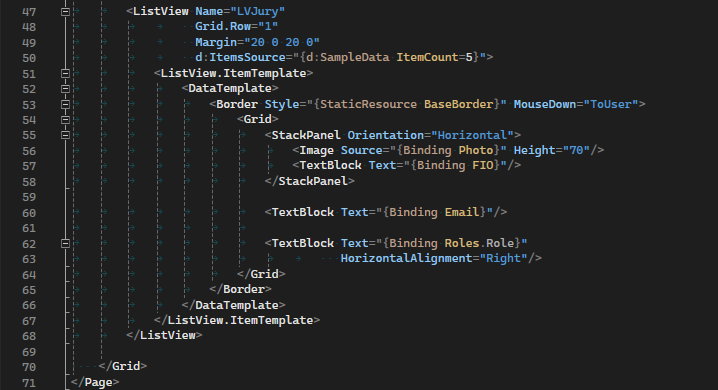 47 <ListView Name="LVJury"
48 Grid.Row="1"
49 Margin="20 0 20 0"
50 d:ItemsSource="{d:SampleData ItemCount=5}">
51 <ListView.ItemTemplate>
52 <DataTemplate>
53 <Border Style="{StaticResource BaseBorder}" MouseDown="ToUser">
54 <Grid>
55 <StackPanel Orientation="Horizontal">
56 <Image Source="{Binding Photo}" Height="70"/>
57 <TextBlock Text="{Binding FIO}"/>
58 </StackPanel>
59
60 <TextBlock Text="{Binding Email}"/>
61
62 <TextBlock Text="{Binding Roles.Role}"
63 HorizontalAlignment="Right"/>
64 </Grid>
65 </Border>
66 </DataTemplate>
67 </ListView.ItemTemplate>
68 </ListView>
69
70 </Grid>
71 </Page>